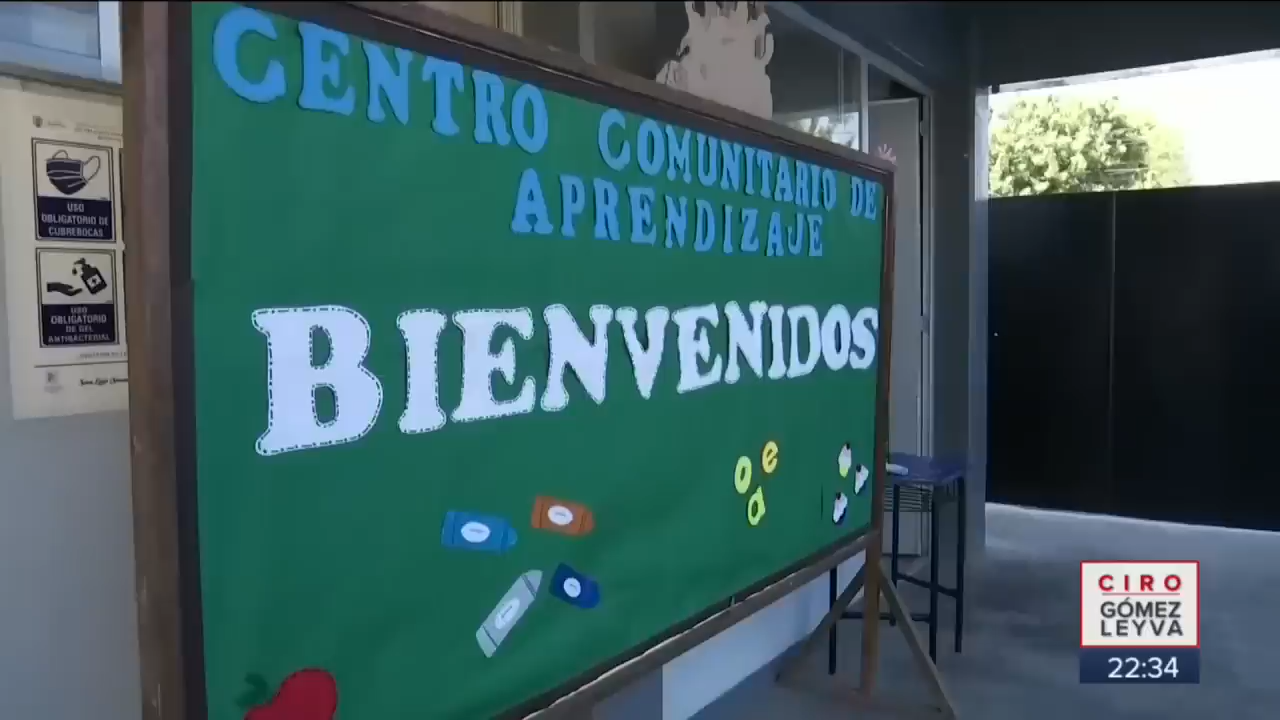 CENTRO COMUNITARIO DE
APRENDIZAJE
BIENVENIDOS
o e
a
USO
OBLIGATORIO DE
CUBREBOCAS
USO
OBLIGATORIO
DE GEL
ANTIBACTERIAL
CIRO
GÓMEZ
LEYVA
22:34